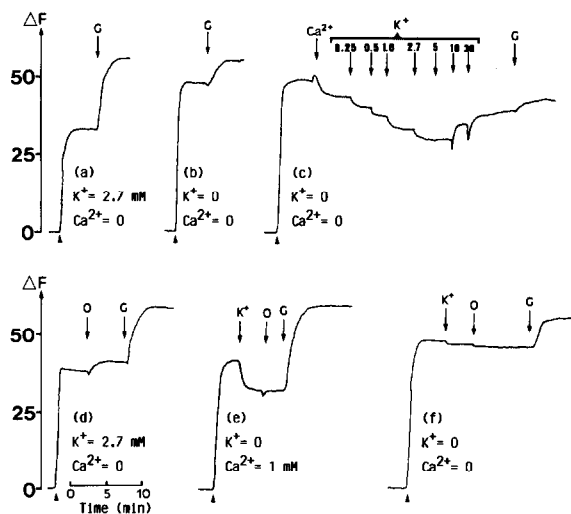 ΔF
G
G
Ca²⁺
K⁺
0.25 0.5 1.0 2.7 5 10 20
G
50
25
0
(a)
K⁺ = 2.7 mM
Ca²⁺= 0
(b)
K⁺ = 0
Ca²⁺= 0
(c)
K⁺ = 0
Ca²⁺= 0
ΔF
O G
K⁺ O G
K⁺ O G
50
25
0
(d)
K⁺ = 2.7 mM
Ca²⁺= 0
(e)
K⁺ = 0
Ca²⁺= 1 mM
(f)
K⁺ = 0
Ca²⁺= 0
0 5 10
Time (min)